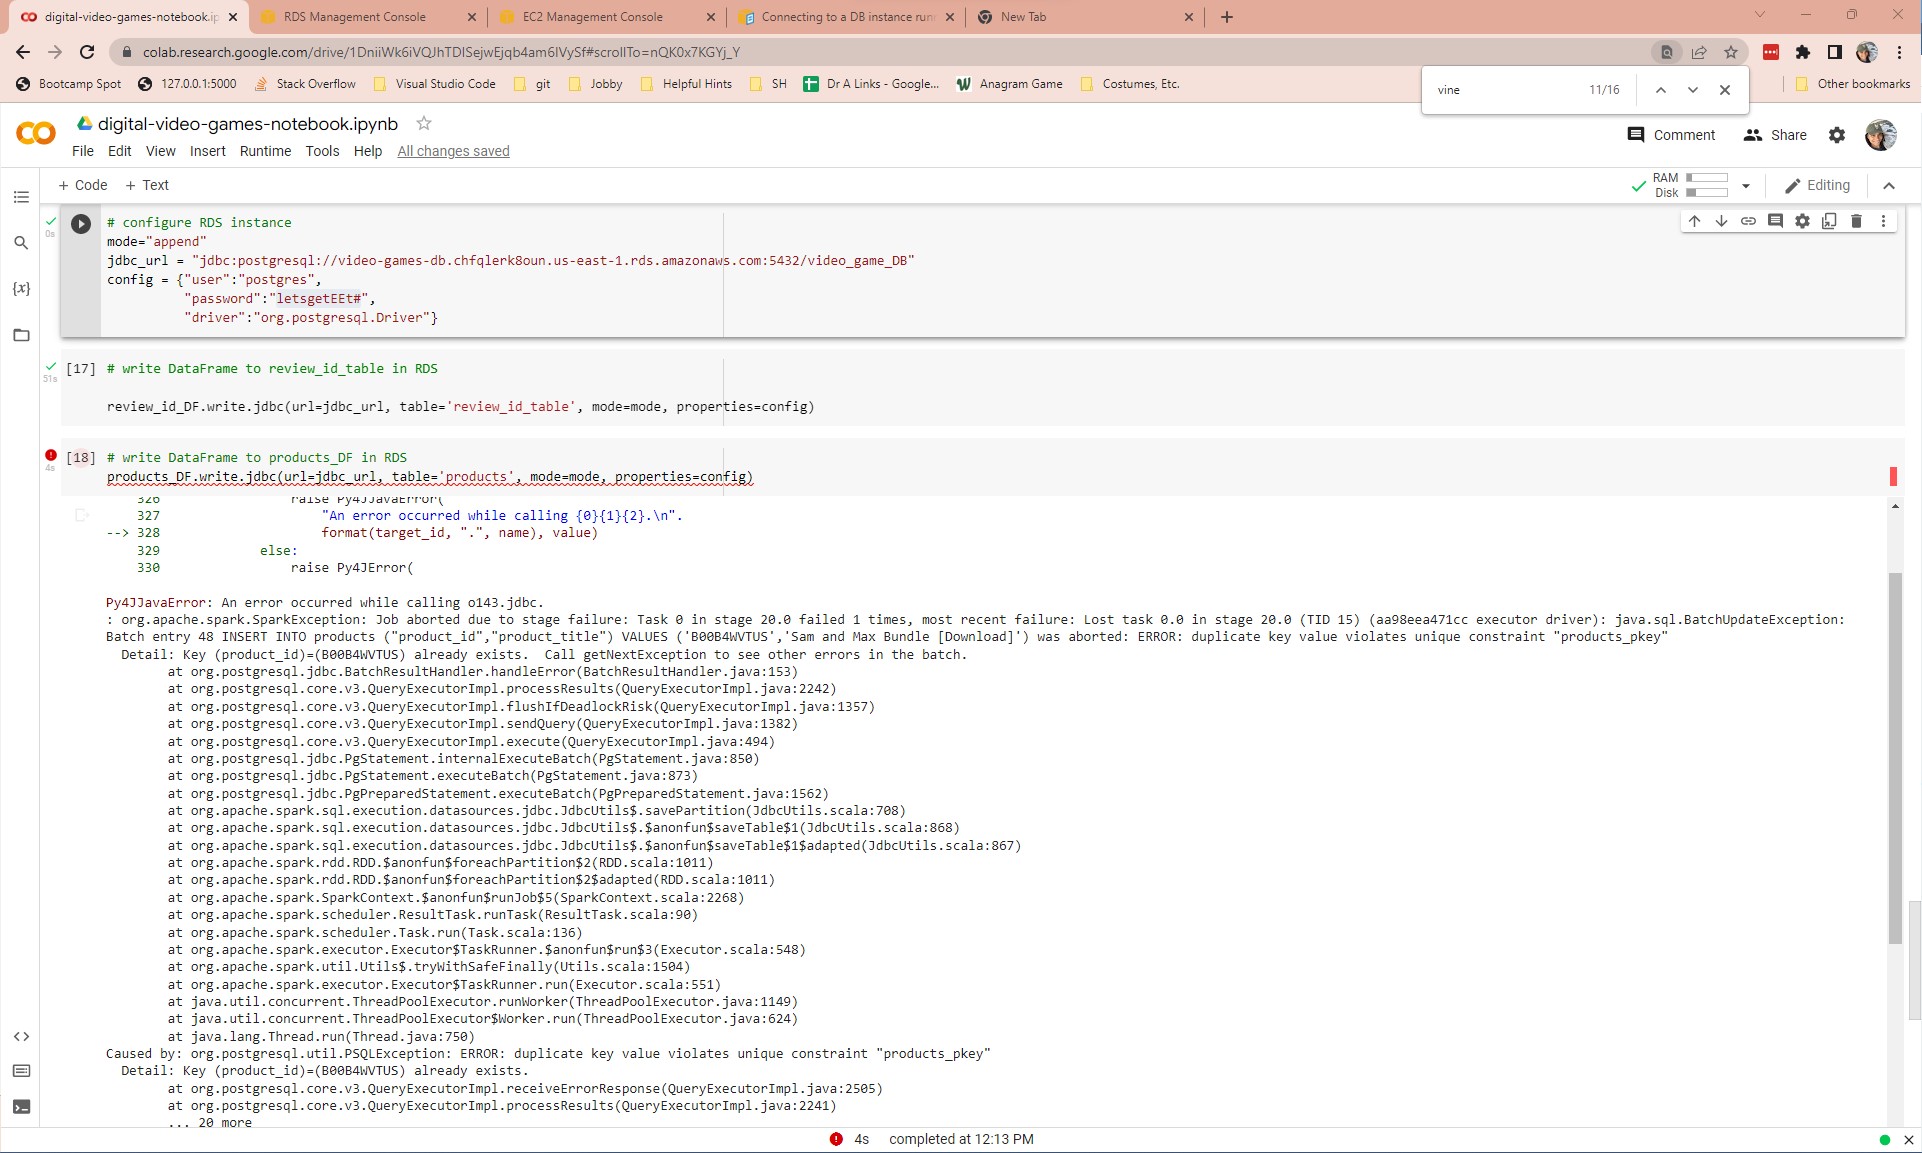 digital-video-games-notebook.ip
RDS Management Console
EC2 Management Console
Connecting to a DB instance run
New Tab
colab.research.google.com/drive/1DniiWk6iVQJhTDISejwEjqb4am6IVySf#scrollTo=nQK0x7KGYj_Y
Bootcamp Spot
127.0.0.1:5000
Stack Overflow
Visual Studio Code
git
Jobby
Helpful Hints
SH
Dr A Links - Google...
Anagram Game
Costumes, Etc.
Other bookmarks
vine 11/16
digital-video-games-notebook.ipynb
Comment
Share
File Edit View Insert Runtime Tools Help All changes saved
+ Code + Text
RAM
Disk
Editing
0s
# configure RDS instance
mode="append"
jdbc_url = "jdbc:postgresql://video-games-db.chfqlerk8oun.us-east-1.rds.amazonaws.com:5432/video_game_DB"
config = {"user":"postgres",
"password":"letsgetEEt#",
"driver":"org.postgresql.Driver"}
51s
[17] # write DataFrame to review_id_table in RDS
review_id_DF.write.jdbc(url=jdbc_url, table='review_id_table', mode=mode, properties=config)
4s
[18] # write DataFrame to products_DF in RDS
products_DF.write.jdbc(url=jdbc_url, table='products', mode=mode, properties=config)
326 raise Py4JJavaError(
327 "An error occurred while calling {0}{1}{2}.\n".
--> 328 format(target_id, ".", name), value)
329 else:
330 raise Py4JError(
Py4JJavaError: An error occurred while calling o143.jdbc.
: org.apache.spark.SparkException: Job aborted due to stage failure: Task 0 in stage 20.0 failed 1 times, most recent failure: Lost task 0.0 in stage 20.0 (TID 15) (aa98eea471cc executor driver): java.sql.BatchUpdateException:
Batch entry 48 INSERT INTO products ("product_id","product_title") VALUES ('B00B4WVTUS','Sam and Max Bundle [Download]') was aborted: ERROR: duplicate key value violates unique constraint "products_pkey"
Detail: Key (product_id)=(B00B4WVTUS) already exists.  Call getNextException to see other errors in the batch.
at org.postgresql.jdbc.BatchResultHandler.handleError(BatchResultHandler.java:153)
at org.postgresql.core.v3.QueryExecutorImpl.processResults(QueryExecutorImpl.java:2242)
at org.postgresql.core.v3.QueryExecutorImpl.flushIfDeadlockRisk(QueryExecutorImpl.java:1357)
at org.postgresql.core.v3.QueryExecutorImpl.sendQuery(QueryExecutorImpl.java:1382)
at org.postgresql.core.v3.QueryExecutorImpl.execute(QueryExecutorImpl.java:494)
at org.postgresql.jdbc.PgStatement.internalExecuteBatch(PgStatement.java:850)
at org.postgresql.jdbc.PgStatement.executeBatch(PgStatement.java:873)
at org.postgresql.jdbc.PgPreparedStatement.executeBatch(PgPreparedStatement.java:1562)
at org.apache.spark.sql.execution.datasources.jdbc.JdbcUtils$.savePartition(JdbcUtils.scala:708)
at org.apache.spark.sql.execution.datasources.jdbc.JdbcUtils$.$anonfun$saveTable$1(JdbcUtils.scala:868)
at org.apache.spark.sql.execution.datasources.jdbc.JdbcUtils$.$anonfun$saveTable$1$adapted(JdbcUtils.scala:867)
at org.apache.spark.rdd.RDD.$anonfun$foreachPartition$2(RDD.scala:1011)
at org.apache.spark.rdd.RDD.$anonfun$foreachPartition$2$adapted(RDD.scala:1011)
at org.apache.spark.SparkContext.$anonfun$runJob$5(SparkContext.scala:2268)
at org.apache.spark.scheduler.ResultTask.runTask(ResultTask.scala:90)
at org.apache.spark.scheduler.Task.run(Task.scala:136)
at org.apache.spark.executor.Executor$TaskRunner.$anonfun$run$3(Executor.scala:548)
at org.apache.spark.util.Utils$.tryWithSafeFinally(Utils.scala:1504)
at org.apache.spark.executor.Executor$TaskRunner.run(Executor.scala:551)
at java.util.concurrent.ThreadPoolExecutor.runWorker(ThreadPoolExecutor.java:1149)
at java.util.concurrent.ThreadPoolExecutor$Worker.run(ThreadPoolExecutor.java:624)
at java.lang.Thread.run(Thread.java:750)
Caused by: org.postgresql.util.PSQLException: ERROR: duplicate key value violates unique constraint "products_pkey"
Detail: Key (product_id)=(B00B4WVTUS) already exists.
at org.postgresql.core.v3.QueryExecutorImpl.receiveErrorResponse(QueryExecutorImpl.java:2505)
at org.postgresql.core.v3.QueryExecutorImpl.processResults(QueryExecutorImpl.java:2241)
... 20 more
4s completed at 12:13 PM